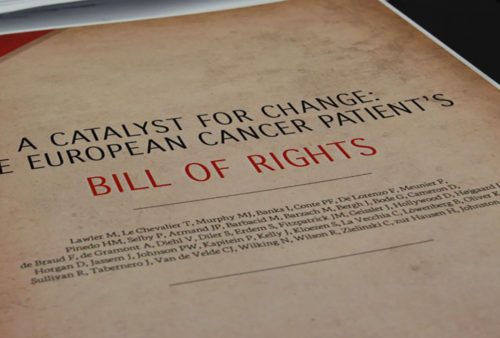 A CATALYST FOR CHANGE:
E EUROPEAN CANCER PATIENT'S
BILL OF RIGHTS
Lawler M, Le Chevalier T, Murphy MJ, Banks I, Conte PF, De Lorenzo F, Meunier F,
Pinedo HM, Selby P, Armand JP, Barbacid M, Barzach M, Bergh J, Bode G, Cameron D,
de Braud F, de Gramont A, Diehl V, Diler S, Erdem S, Fitzpatrick JM, Geissler J, Hollywood D, Højgaard
Horgan D, Jassem J, Johnson PW, Kapitein P, Kelly J, Kloezen S, La Vecchia C, Löwenberg B, Oliver
Sullivan R, Tabernero J, Van de Velde CJ, Wilking N, Wilson R, Zielinski C, zur Hausen H, Johnston